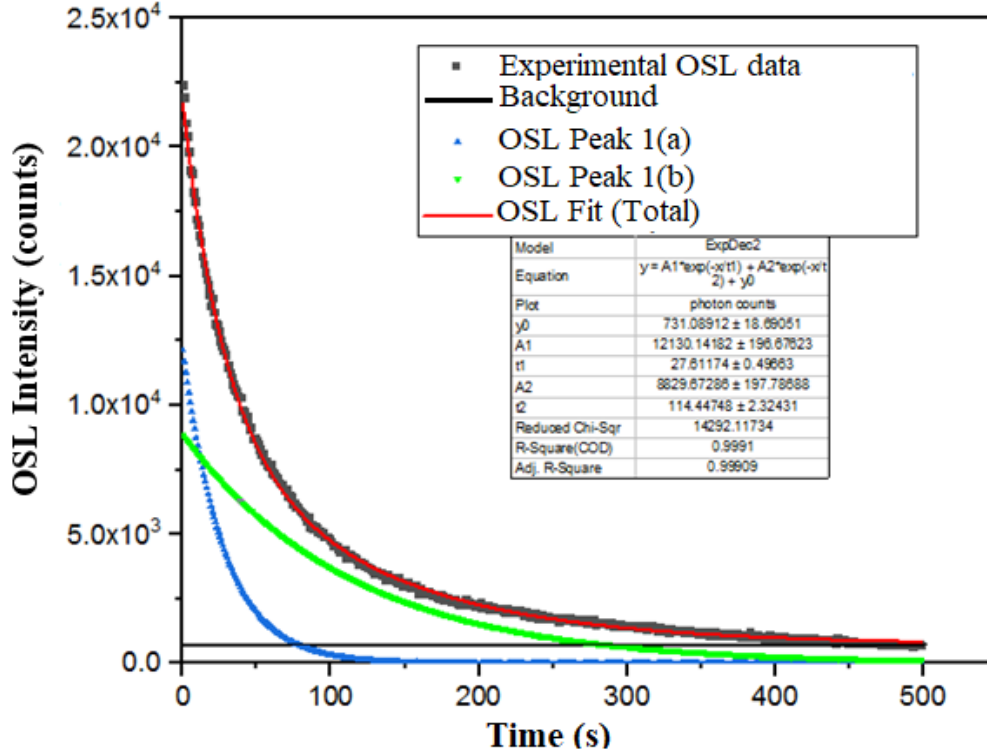 2.5x10⁴
2.0x10⁴
1.5x10⁴
1.0x10⁴
5.0x10³
0.0
OSL Intensity (counts)
Experimental OSL data
Background
OSL Peak 1(a)
OSL Peak 1(b)
OSL Fit (Total)
Model ExpDec2
Equation y = A1*exp(-x/t1) + A2*exp(-x/t
2) + y0
Plot photon counts
y0 731.08912 ± 18.69051
A1 12130.14182 ± 196.67623
t1 27.61174 ± 0.49663
A2 8829.67286 ± 197.78688
t2 114.44748 ± 2.32431
Reduced Chi-Sqr 14292.11734
R-Square(COD) 0.9991
Adj. R-Square 0.99909
0 100 200 300 400 500
Time (s)